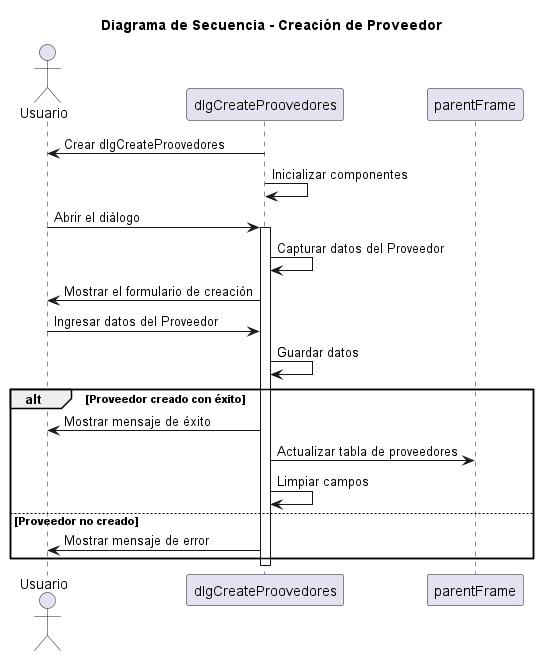 Diagrama de Secuencia - Creación de Proveedor
Usuario
dlgCreateProovedores
parentFrame
Crear dlgCreateProovedores
Inicializar componentes
Abrir el diálogo
Capturar datos del Proveedor
Mostrar el formulario de creación
Ingresar datos del Proveedor
Guardar datos
alt [Proveedor creado con éxito]
Mostrar mensaje de éxito
Actualizar tabla de proveedores
Limpiar campos
[Proveedor no creado]
Mostrar mensaje de error
Usuario
dlgCreateProovedores
parentFrame